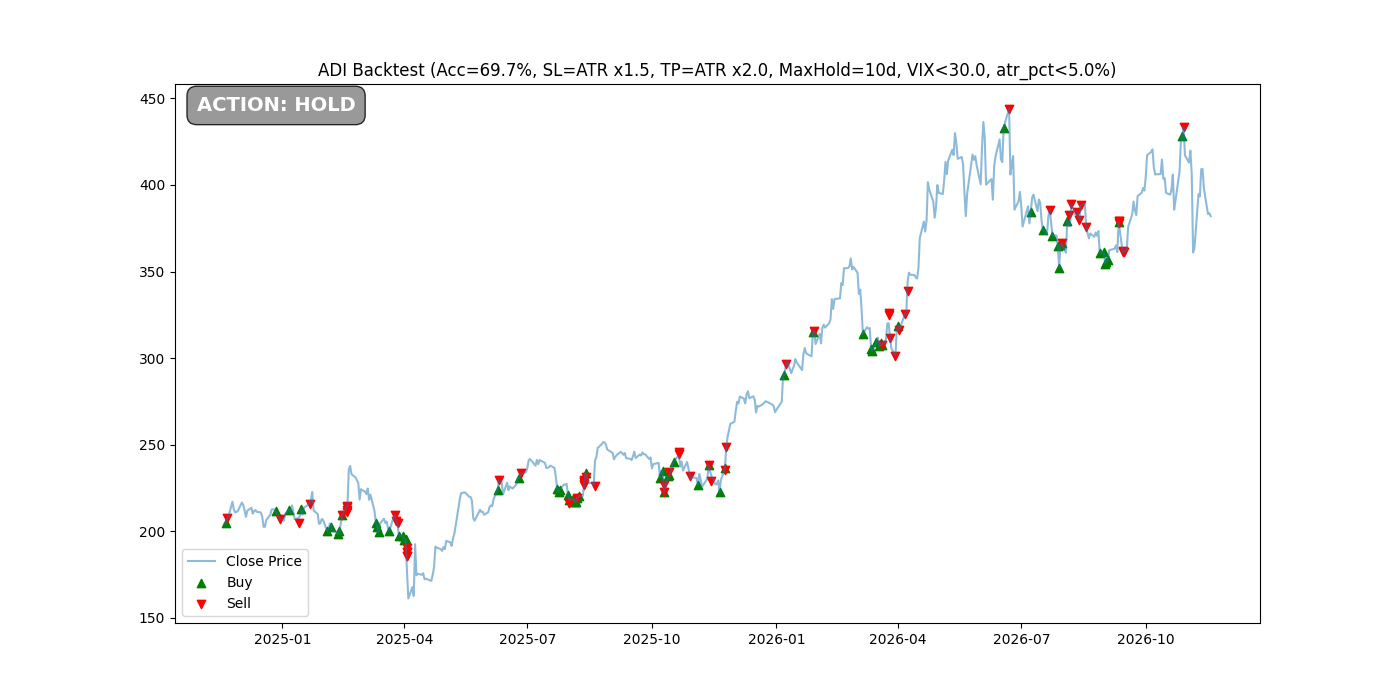 ADI Backtest (Acc=69.7%, SL=ATR x1.5, TP=ATR x2.0, MaxHold=10d, VIX<30.0, atr_pct<5.0%)
ACTION: HOLD
450
400
350
300
250
200
150
Close Price
Buy
Sell
2025-01 2025-04 2025-07 2025-10 2026-01 2026-04 2026-07 2026-10